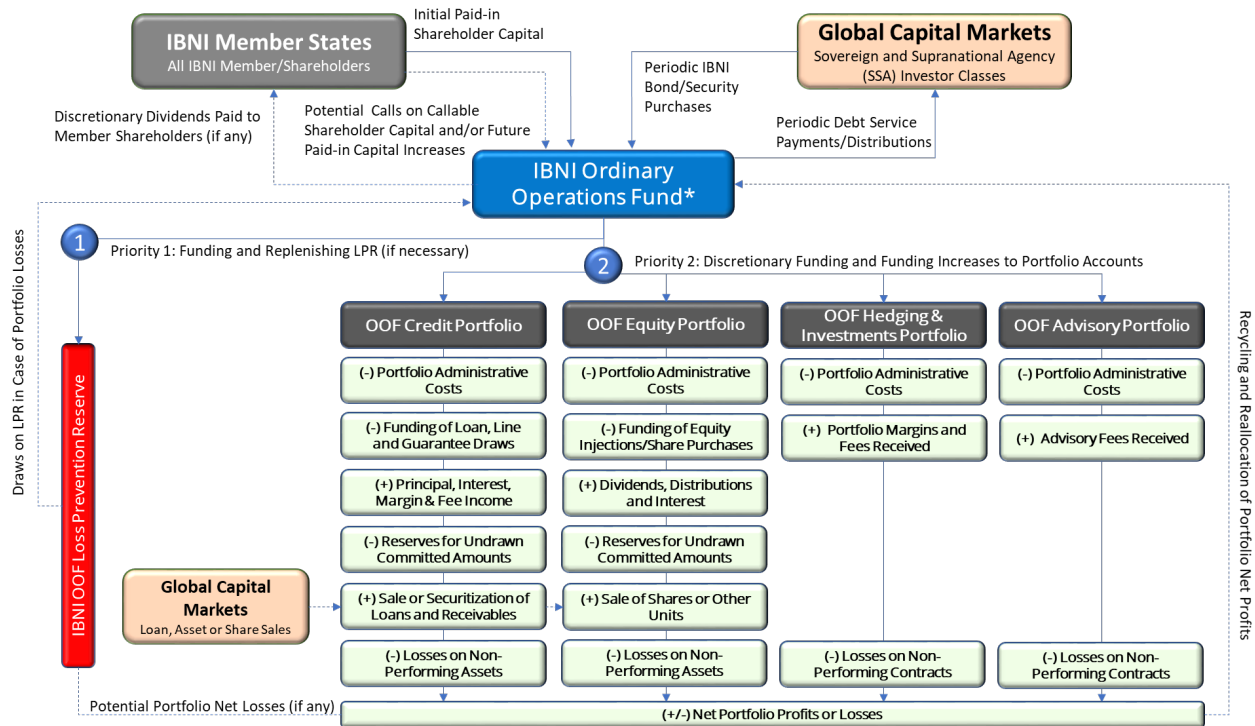 IBNI Member States
All IBNI Member/Shareholders
Initial Paid-in
Shareholder Capital
Global Capital Markets
Sovereign and Supranational Agency
(SSA) Investor Classes
Periodic IBNI
Bond/Security
Purchases
Discretionary Dividends Paid to
Member Shareholders (if any)
Potential Calls on Callable
Shareholder Capital and/or Future
Paid-in Capital Increases
Periodic Debt Service
Payments/Distributions
IBNI Ordinary
Operations Fund*
1
Priority 1: Funding and Replenishing LPR (if necessary)
2
Priority 2: Discretionary Funding and Funding Increases to Portfolio Accounts
Draws on LPR in Case of Portfolio Losses
IBNI OOF Loss Prevention Reserve
OOF Credit Portfolio
(-) Portfolio Administrative
Costs
(-) Funding of Loan, Line
and Guarantee Draws
(+) Principal, Interest,
Margin & Fee Income
(-) Reserves for Undrawn
Committed Amounts
(+) Sale or Securitization of
Loans and Receivables
(-) Losses on Non-
Performing Assets
OOF Equity Portfolio
(-) Portfolio Administrative
Costs
(-) Funding of Equity
Injections/Share Purchases
(+) Dividends, Distributions
and Interest
(-) Reserves for Undrawn
Committed Amounts
(+) Sale of Shares or Other
Units
(-) Losses on Non-
Performing Assets
OOF Hedging &
Investments Portfolio
(-) Portfolio Administrative
Costs
(+) Portfolio Margins and
Fees Received
(-) Losses on Non-
Performing Contracts
OOF Advisory Portfolio
(-) Portfolio Administrative
Costs
(+) Advisory Fees Received
(-) Losses on Non-
Performing Contracts
Global Capital
Markets
Loan, Asset or Share Sales
Potential Portfolio Net Losses (if any)
(+/-) Net Portfolio Profits or Losses
Recycling and Reallocation of Portfolio Net Profits